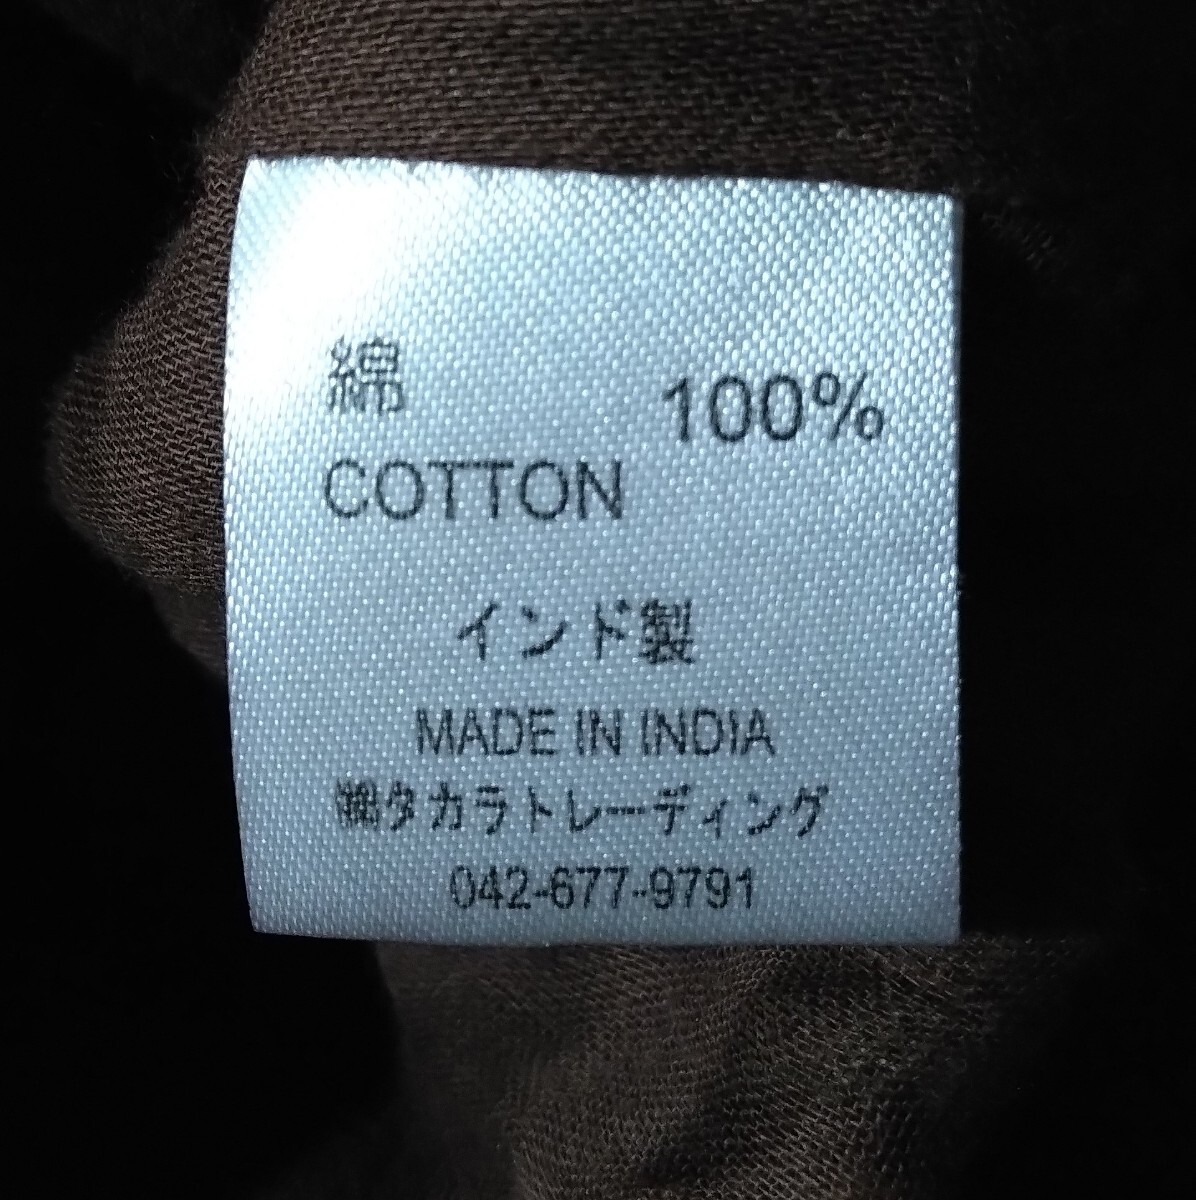 綿 100%
COTTON
インド製
MADE IN INDIA
㈱タカラトレーディング
042-677-9791